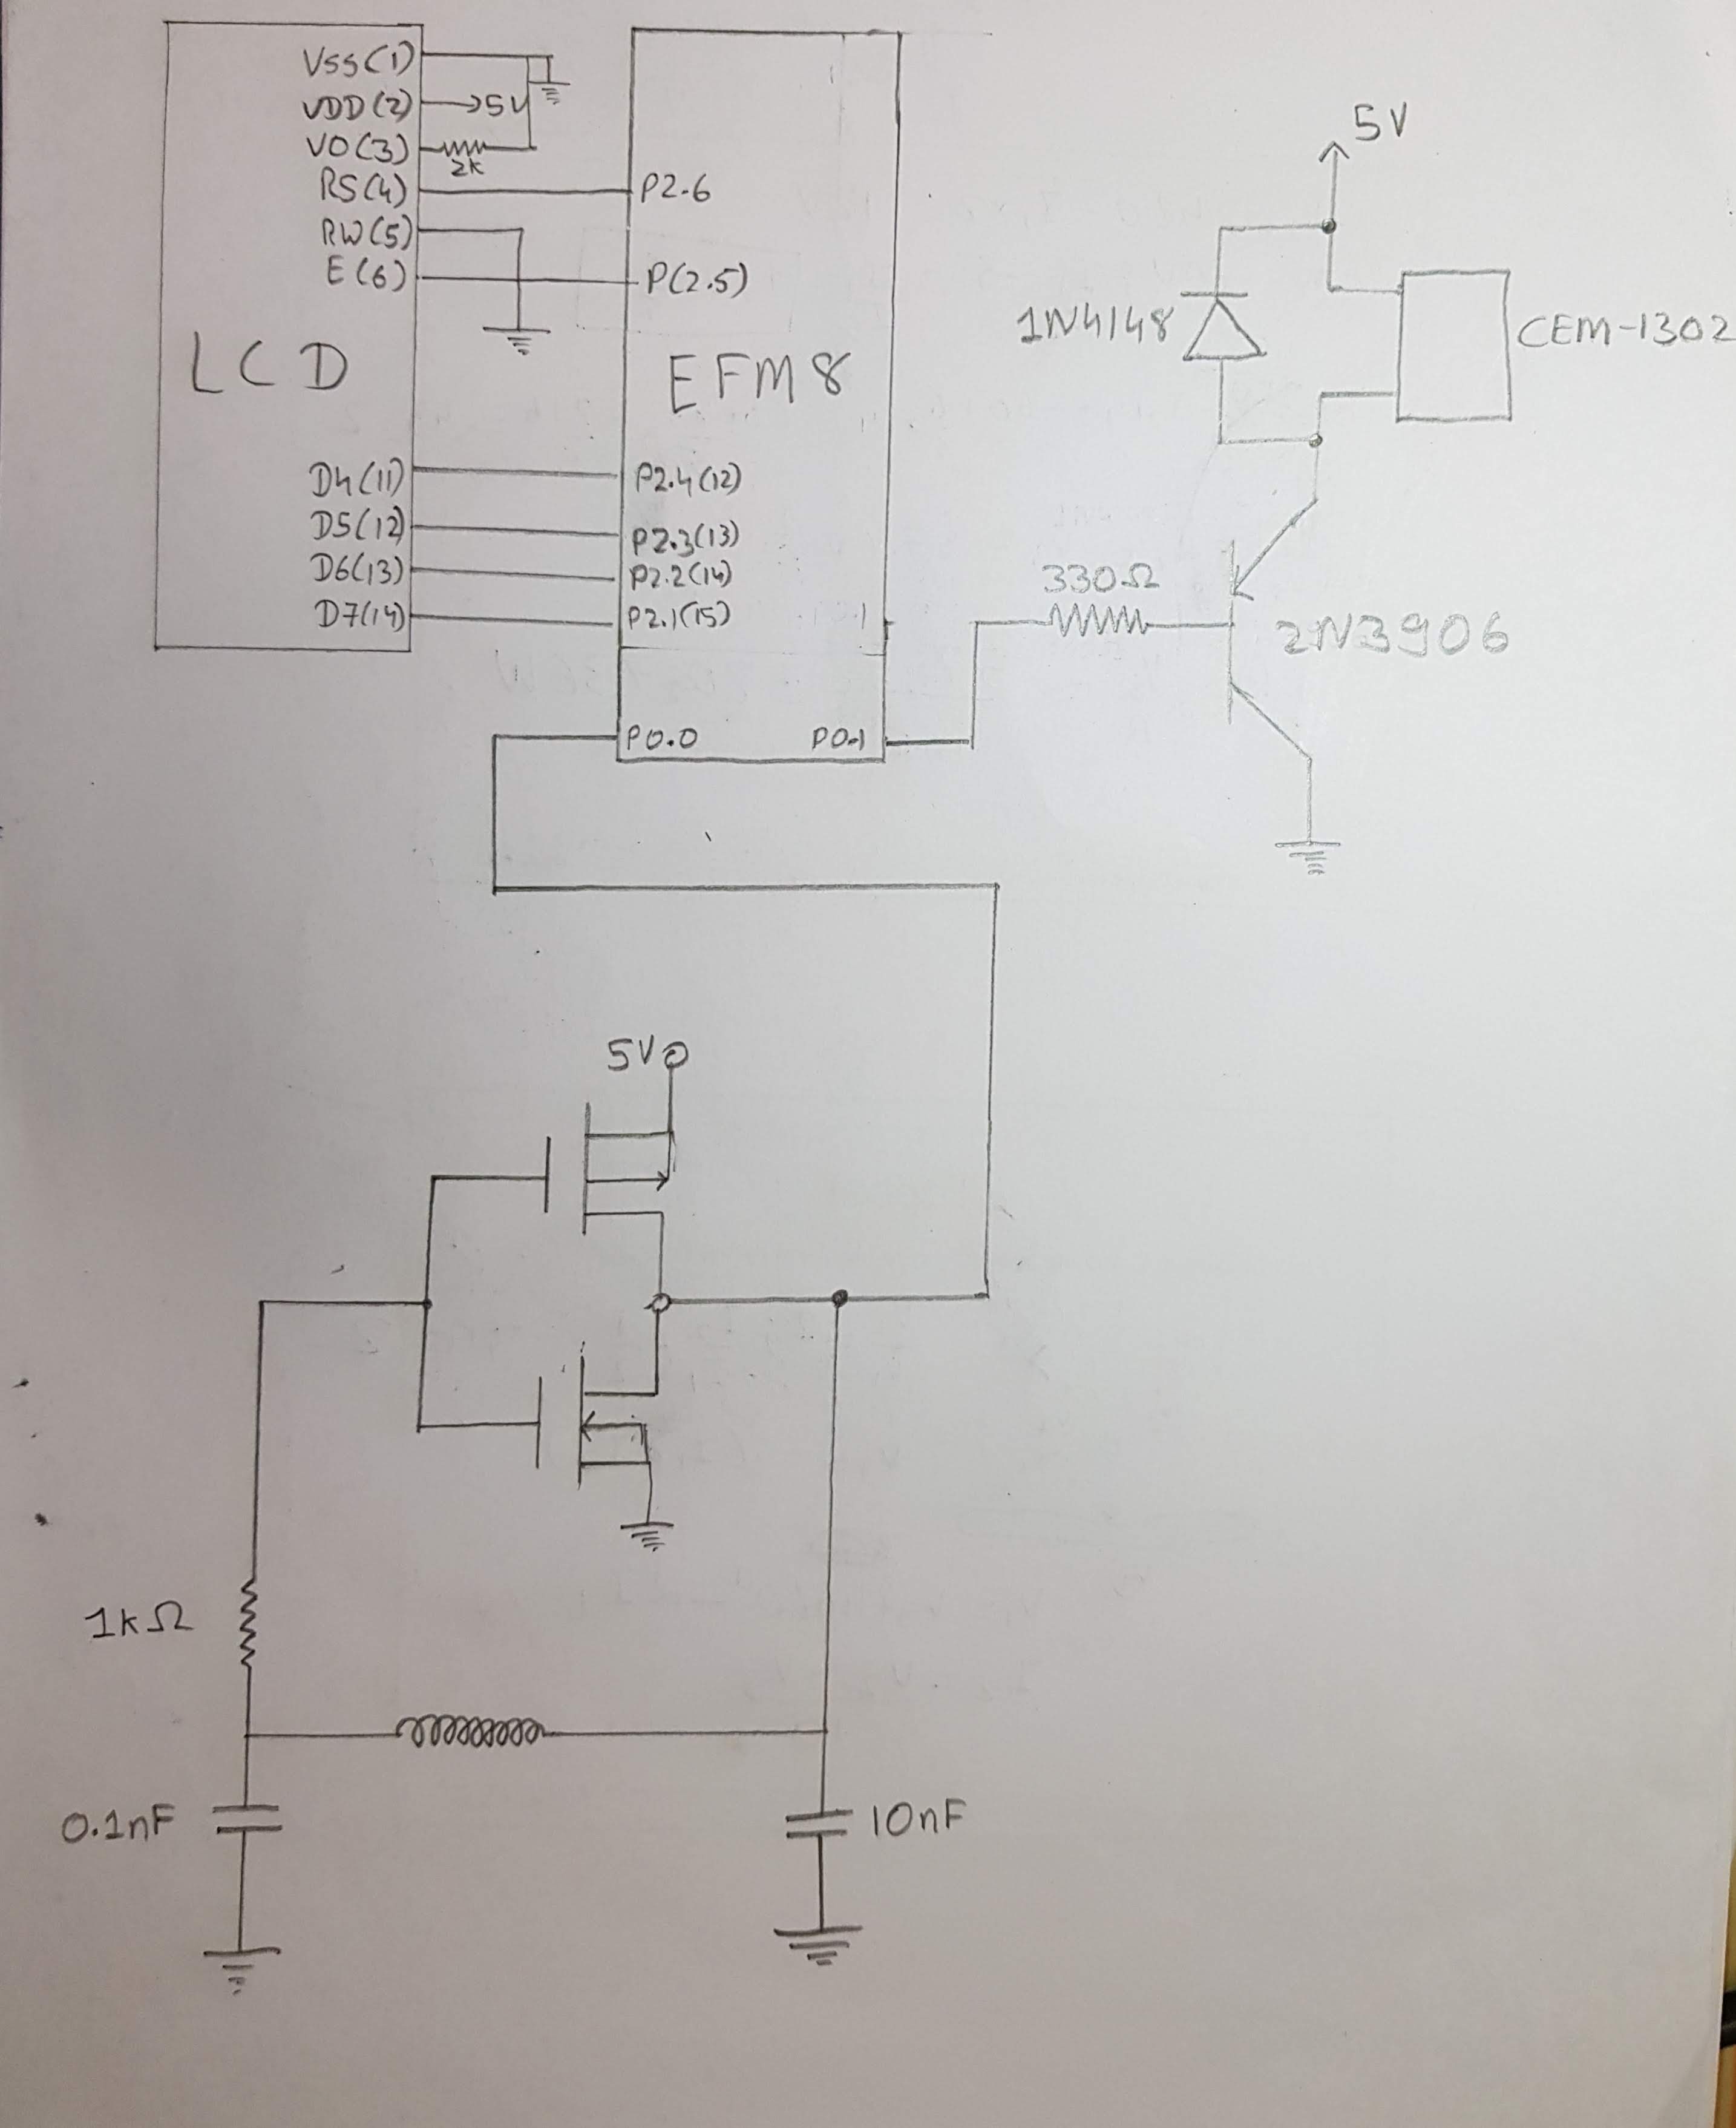 VSS(1)
VDD(2)
5V
VO(3)
2K
RS(4)
P2.6
RW(5)
E(6)
P(2.5)
LCD
EFM8
D4(11)
P2.4(12)
D5(12)
P2.3(13)
D6(13)
P2.2(14)
D7(14)
P2.1(15)
P0.0
P0.1
5V
1N4148
CEM-1302
330Ω
2N3906
5V
1kΩ
0.1nF
10nF